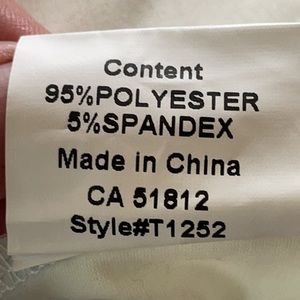 Content
95%POLYESTER
5%SPANDEX
Made in China
CA 51812
Style#T1252